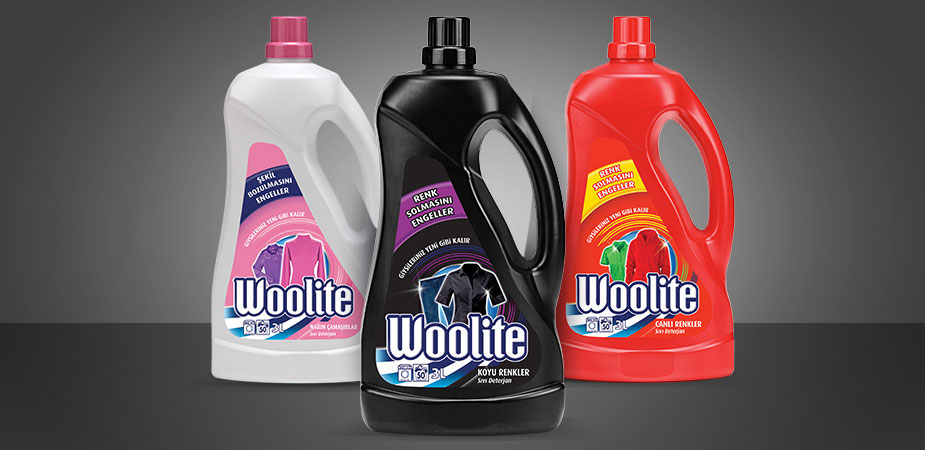 ŞEKİL
BOZULMASINI
ENGELLER
GİYSİLERİNİZ YENİ GİBİ KALIR
Woolite
50 3L
NARİN ÇAMAŞIRLAR
Sıvı Deterjan
RENK
SOLMASINI
ENGELLER
GİYSİLERİNİZ YENİ GİBİ KALIR
Woolite
50 3L
KOYU RENKLER
Sıvı Deterjan
RENK
SOLMASINI
ENGELLER
GİYSİLERİNİZ YENİ GİBİ KALIR
Woolite
50 3L
CANLI RENKLER
Sıvı Deterjan